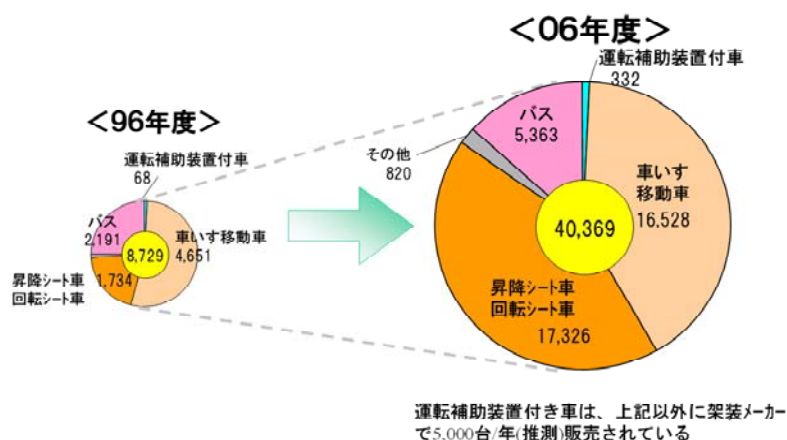 <96年度>
運転補助装置付車
68
バス
2,191
8,729
車いす移動車
4,651
昇降シート車
回転シート車
1,734
<06年度>
運転補助装置付車
332
バス
5,363
その他
820
車いす
移動車
16,528
40,369
昇降シート車
回転シート車
17,326
運転補助装置付き車は、上記以外に架装メーカー
で5,000台/年(推測)販売されている